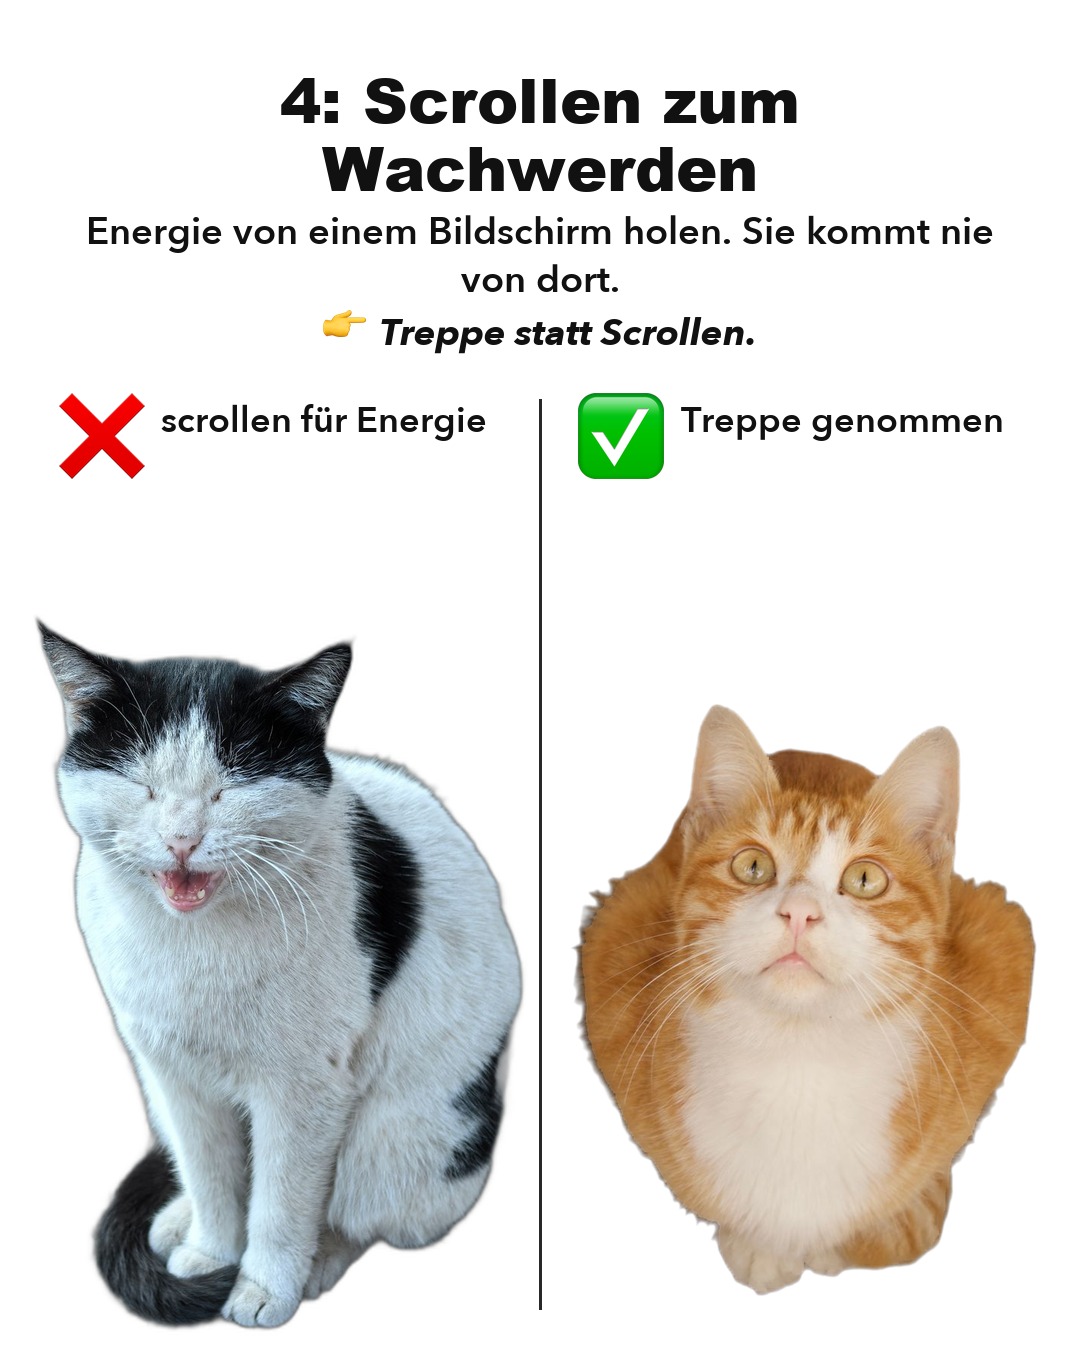 4: Scrollen zum
Wachwerden
Energie von einem Bildschirm holen. Sie kommt nie
von dort.
👉 Treppe statt Scrollen.
❌ scrollen für Energie
✅ Treppe genommen